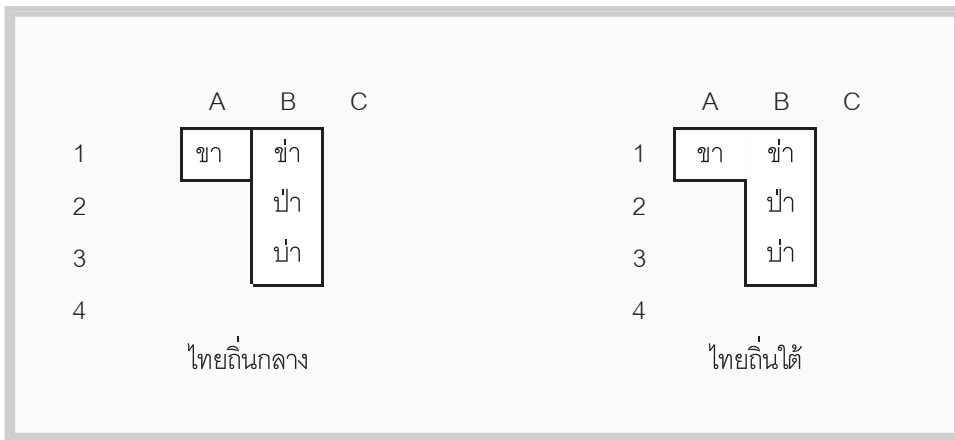 A B C A B C
1 ขา ข่า 1 ขา ข่า
2 ป่า 2 ป่า
3 บ่า 3 บ่า
4 4
ไทยถิ่นกลาง ไทยถิ่นใต้